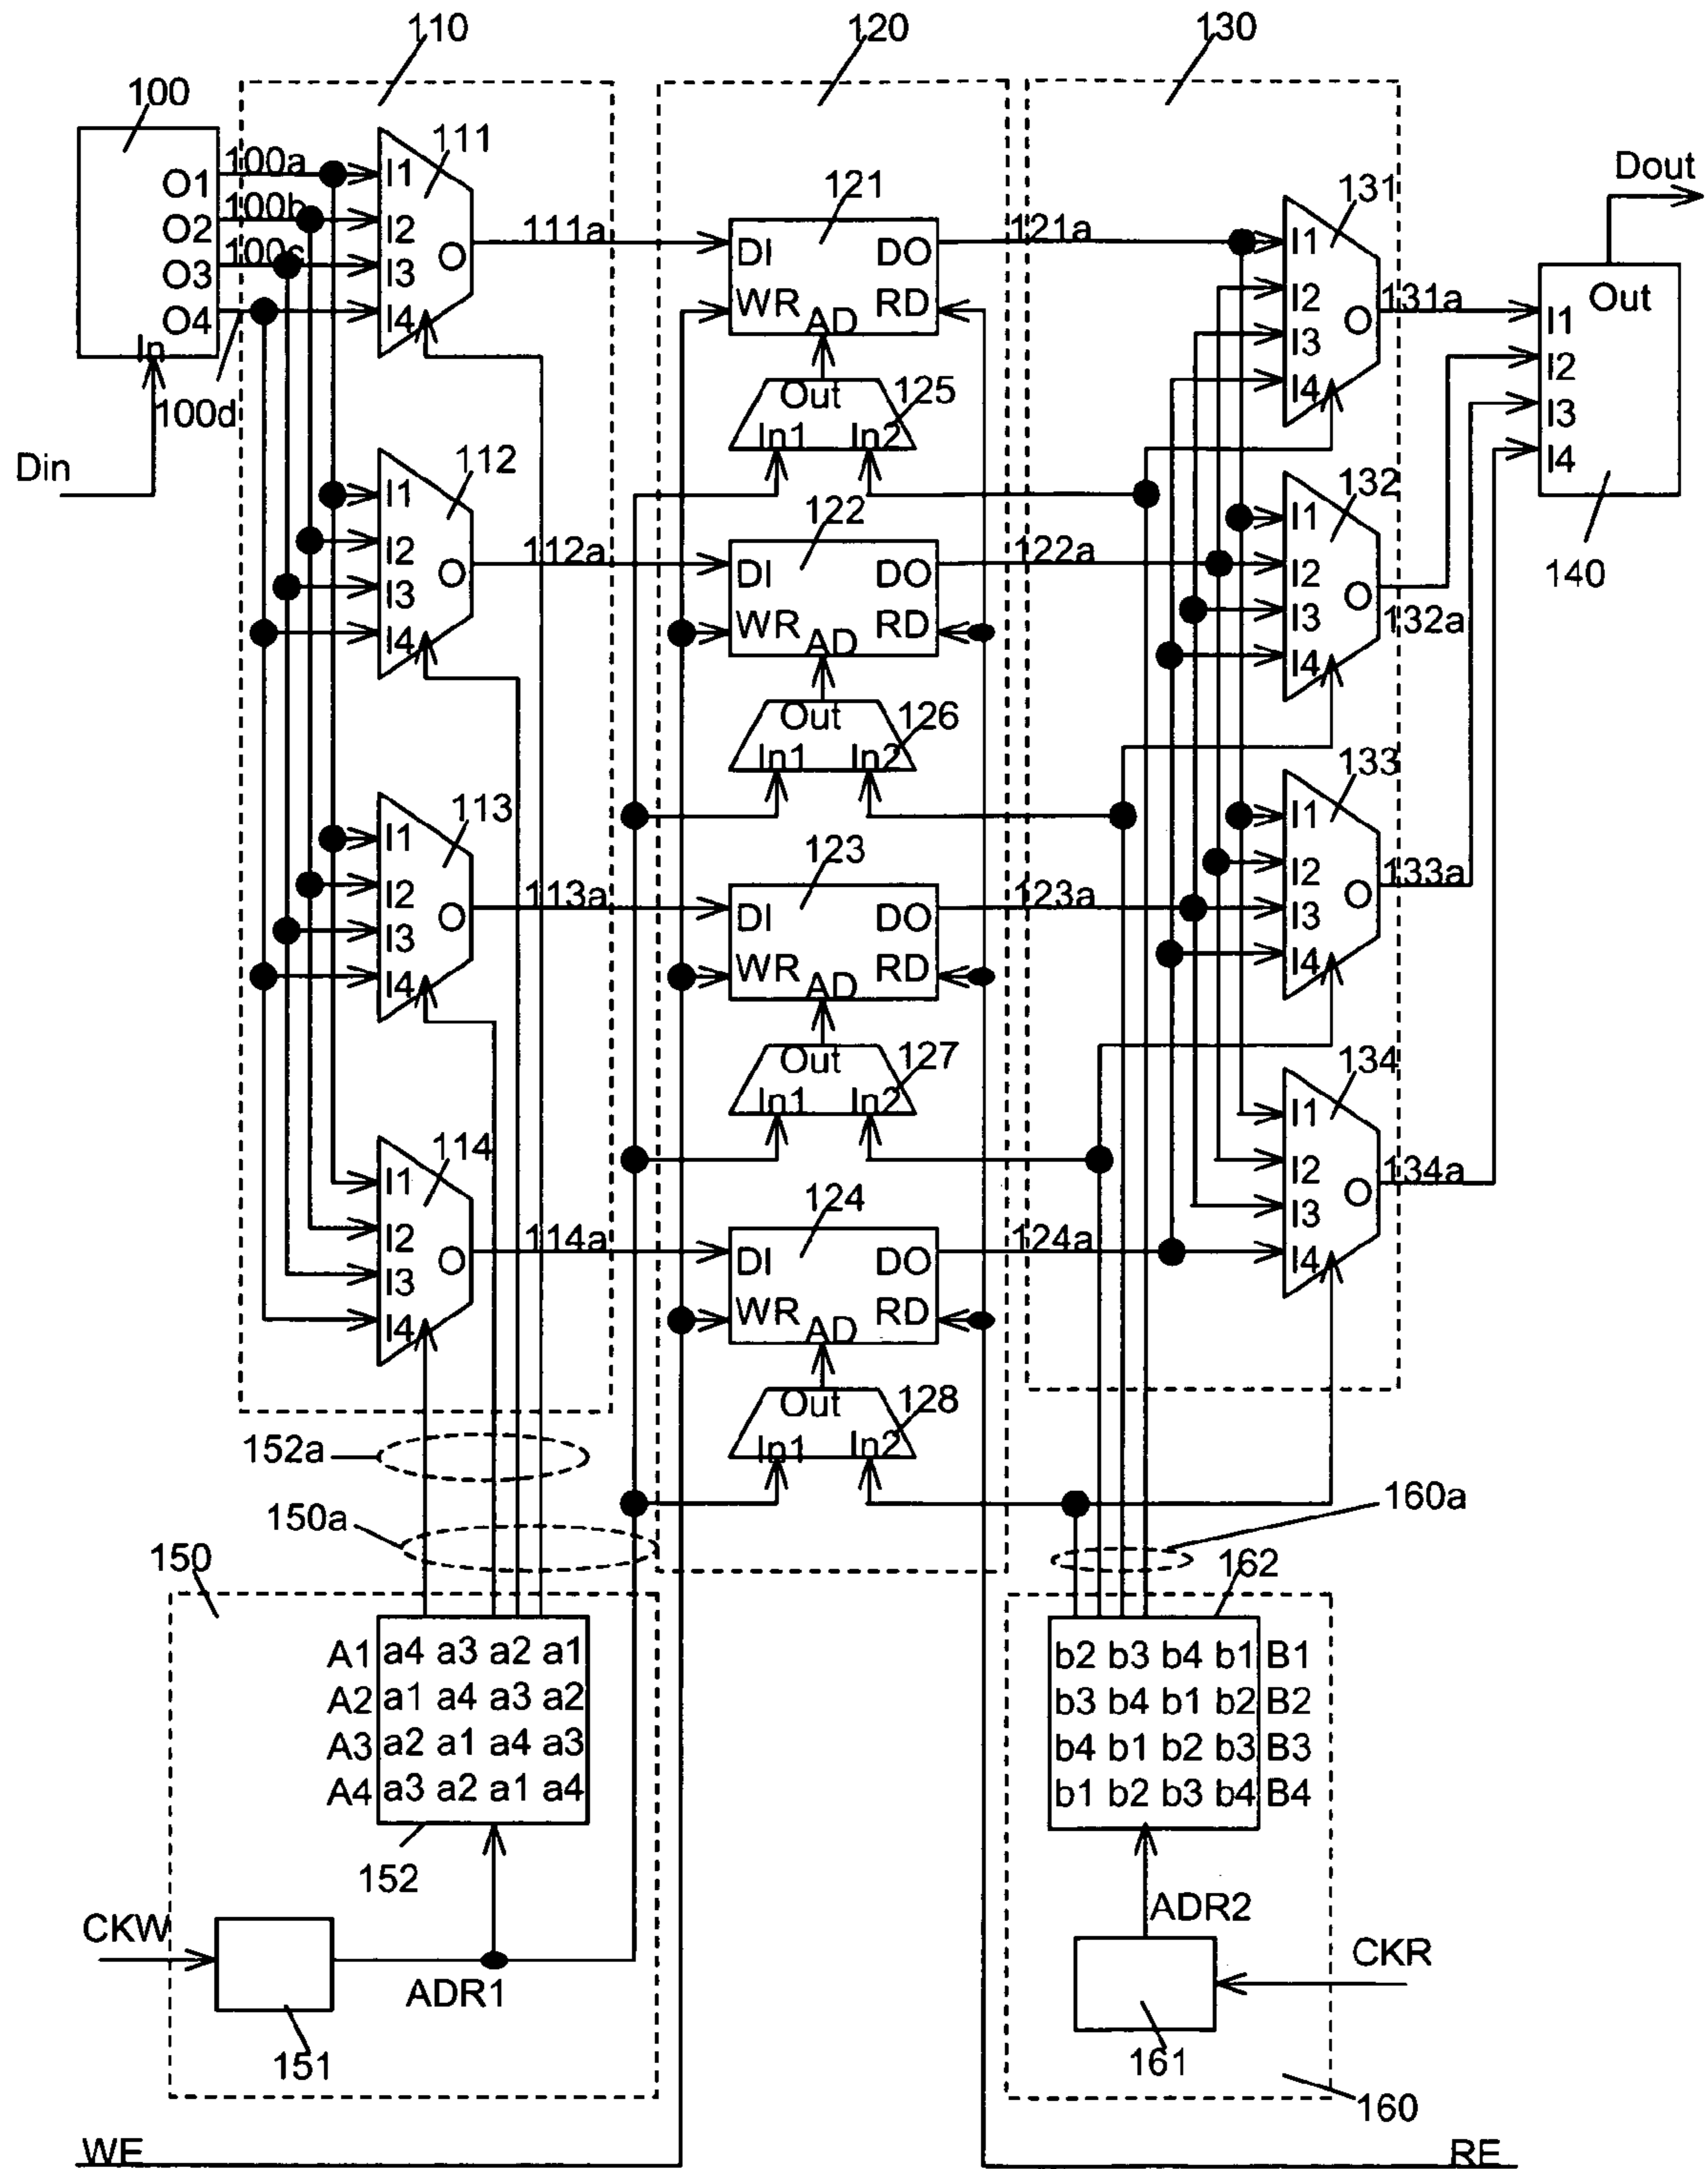 110
120
130
100
O1
O2
O3
O4
In
100a
100b
100c
100d
Din
I1
I2
I3
I4
O
111
111a
I1
I2
I3
I4
O
112
112a
I1
I2
I3
I4
O
113
113a
I1
I2
I3
I4
O
114
114a
121
DI
DO
WR
RD
AD
121a
Out
In1
In2
125
122
DI
DO
WR
RD
AD
122a
Out
In1
In2
126
123
DI
DO
WR
RD
AD
123a
Out
In1
In2
127
124
DI
DO
WR
RD
AD
124a
Out
In1
In2
128
131
I1
I2
I3
I4
O
131a
132
I1
I2
I3
I4
O
132a
133
I1
I2
I3
I4
O
133a
134
I1
I2
I3
I4
O
134a
Dout
Out
I1
I2
I3
I4
140
152a
150a
160a
150
A1 a4 a3 a2 a1
A2 a1 a4 a3 a2
A3 a2 a1 a4 a3
A4 a3 a2 a1 a4
152
CKW
151
ADR1
162
b2 b3 b4 b1 B1
b3 b4 b1 b2 B2
b4 b1 b2 b3 B3
b1 b2 b3 b4 B4
ADR2
CKR
161
160
WE
RE